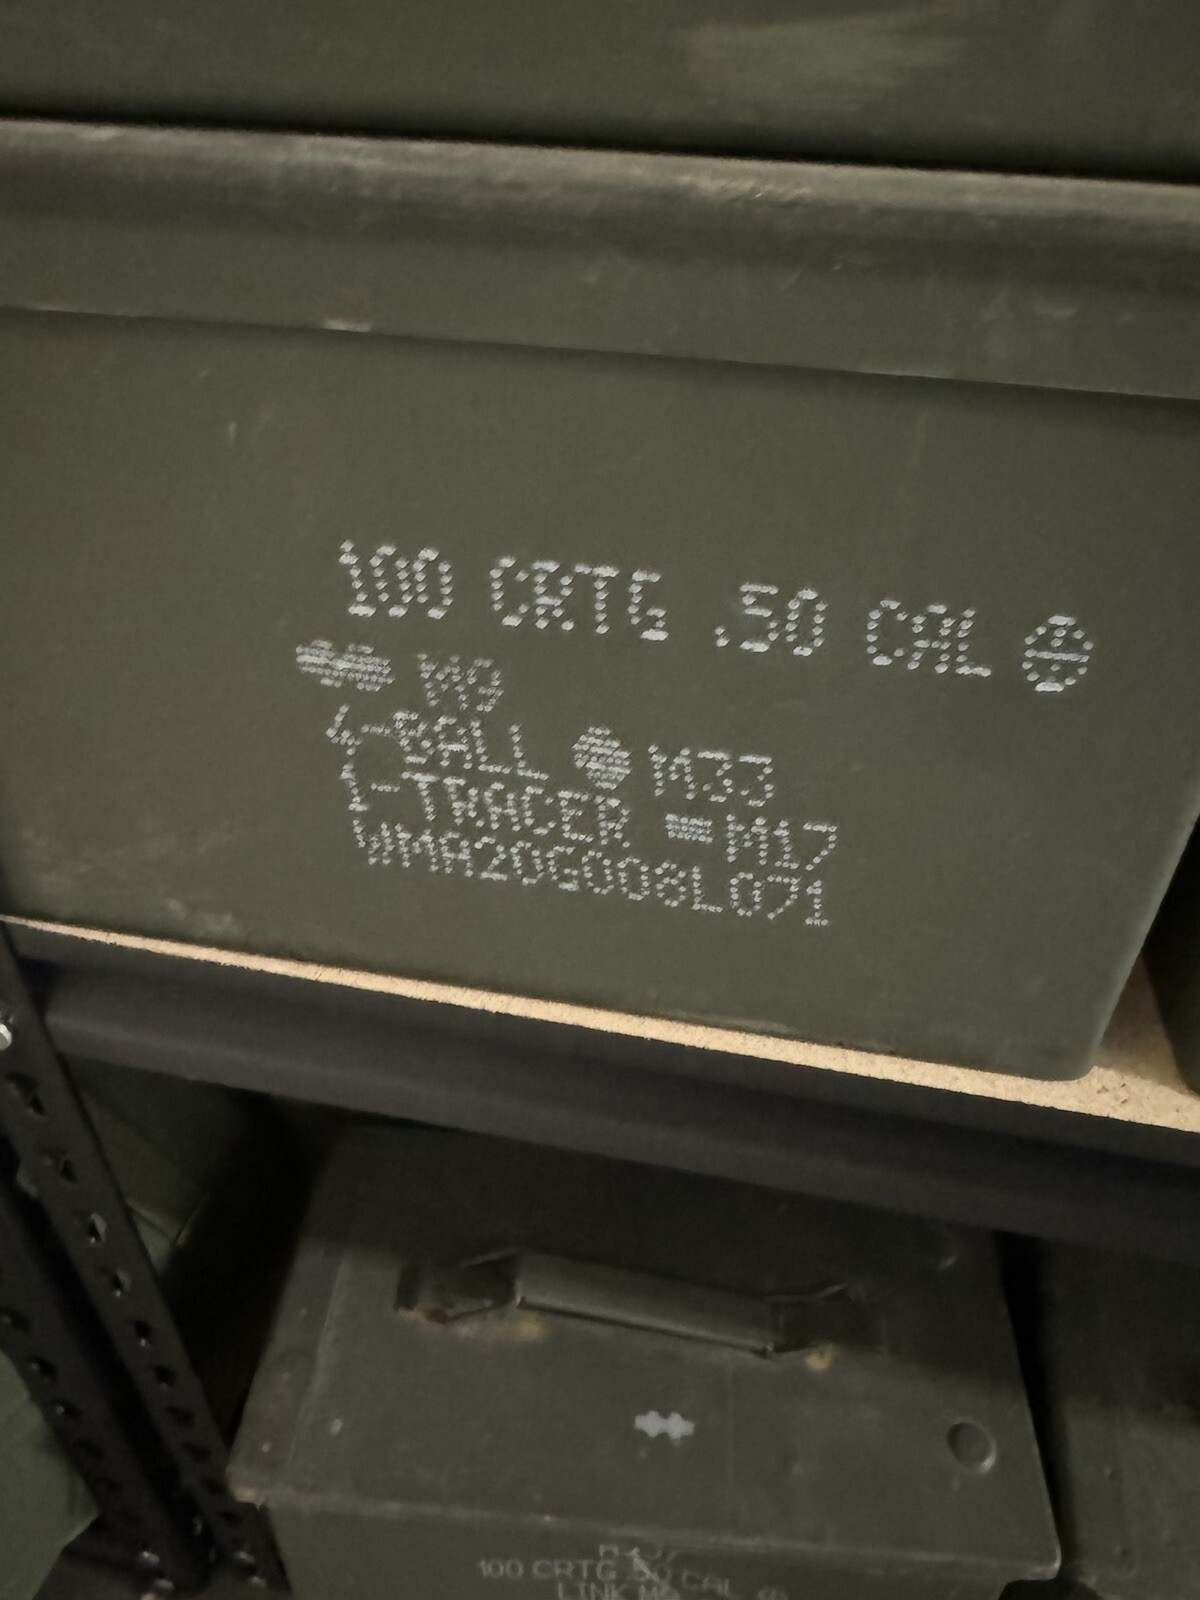 100 CRTG .50 CAL
M9
4-BALL M33
1-TRACER M17
WMA20G008L071
100 CRTG .50 CAL
LINK M9